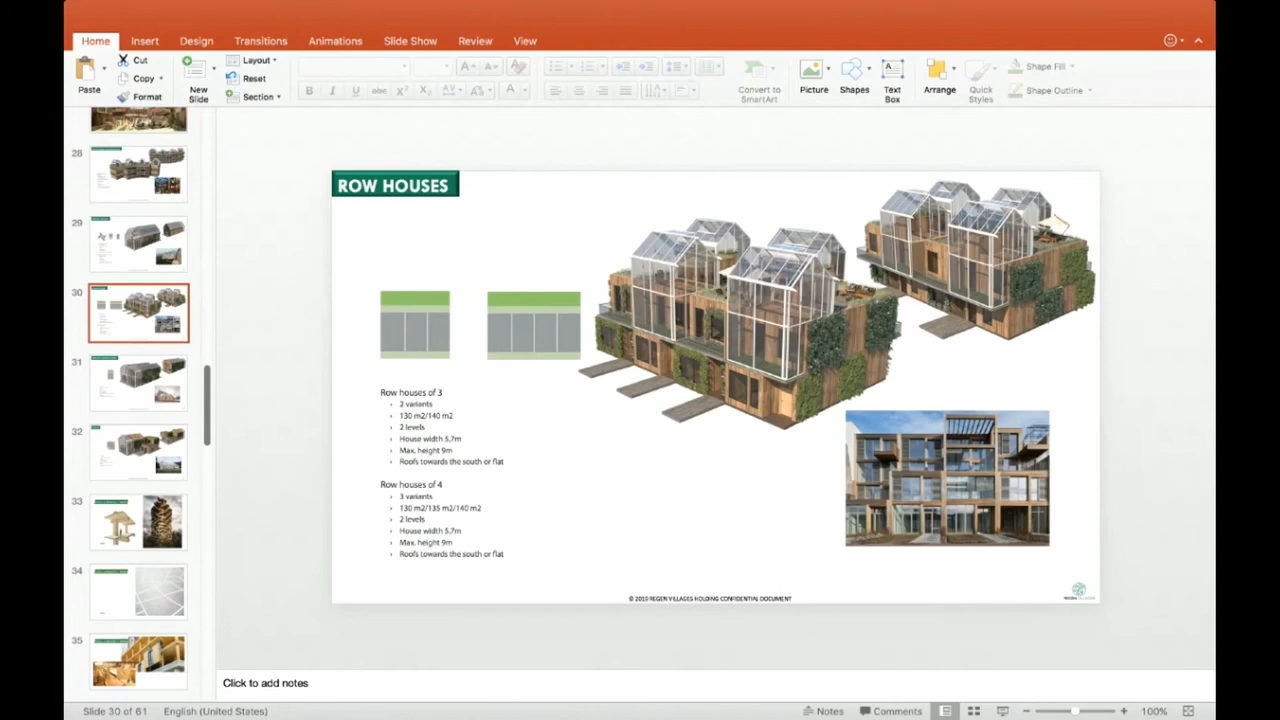 Home Insert Design Transitions Animations Slide Show Review View
Paste
Cut
Copy
Format
New Slide
Layout
Reset
Section
Convert to SmartArt
Picture
Shapes
Text Box
Arrange
Quick Styles
Shape Fill
Shape Outline
28
29
30
31
32
33
34
35
ROW HOUSES
Row houses of 3
› 2 variants
› 130 m2/140 m2
› 2 levels
› House width 5,7m
› Max. height 9m
› Roofs towards the south or flat
Row houses of 4
› 3 variants
› 130 m2/135 m2/140 m2
› 2 levels
› House width 5,7m
› Max. height 9m
› Roofs towards the south or flat
© 2019 REGEN VILLAGES HOLDING CONFIDENTIAL DOCUMENT
Click to add notes
Slide 30 of 61 English (United States) Notes Comments 100%